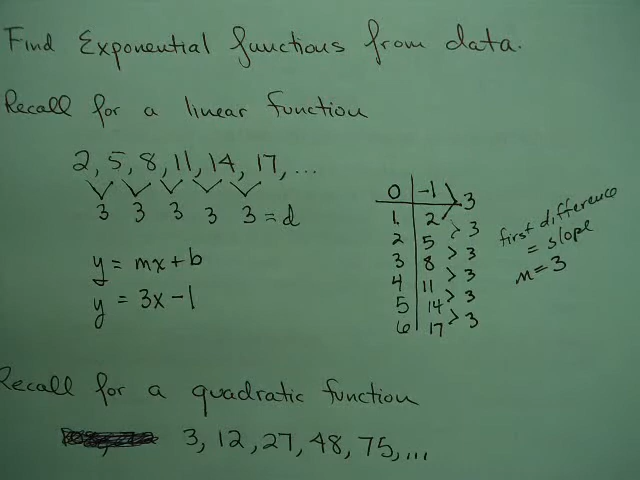 Find Exponential functions from data.
Recall for a linear function
2, 5, 8, 11, 14, 17, ...
3 3 3 3 3 = d
y = mx + b
y = 3x - 1
0 | -1 > 3
1 | 2 > 3
2 | 5 > 3
3 | 8 > 3
4 | 11 > 3
5 | 14 > 3
6 | 17
first difference
= slope
m = 3
Recall for a quadratic function
3, 12, 27, 48, 75, ...